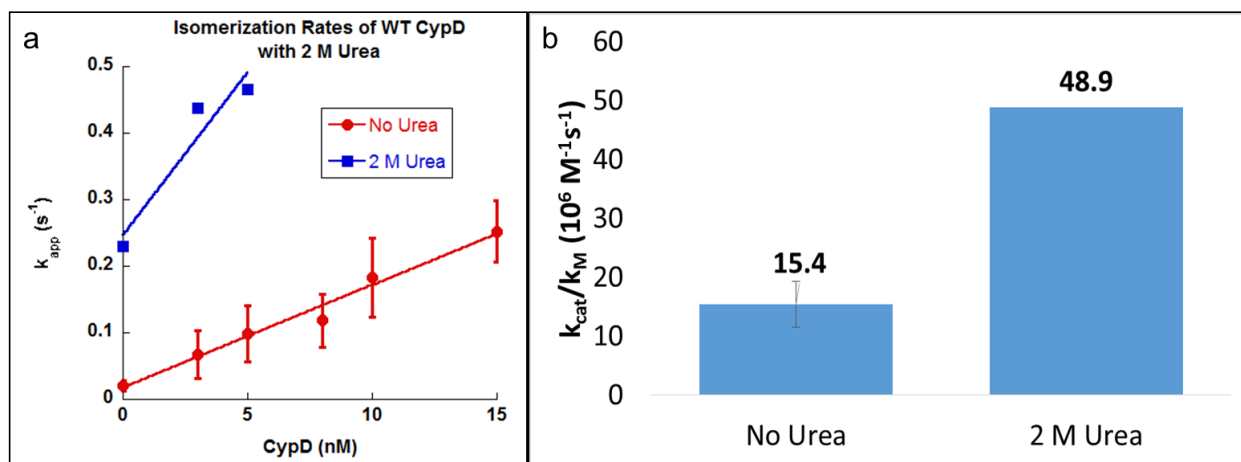 a
Isomerization Rates of WT CypD
with 2 M Urea
0.5
0.4
0.3
0.2
0.1
0
k_app (s⁻¹)
No Urea
2 M Urea
0 5 10 15
CypD (nM)
b
60
50
40
30
20
10
0
k_cat/k_M (10⁶ M⁻¹s⁻¹)
15.4
48.9
No Urea
2 M Urea